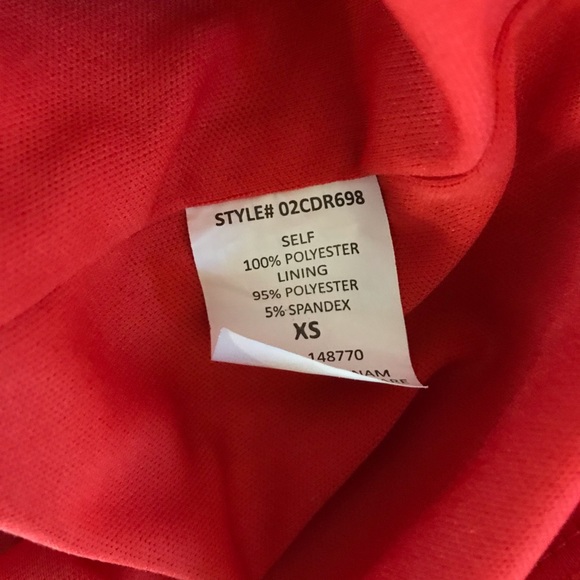 STYLE# 02CDR698
SELF
100% POLYESTER
LINING
95% POLYESTER
5% SPANDEX
XS
148770